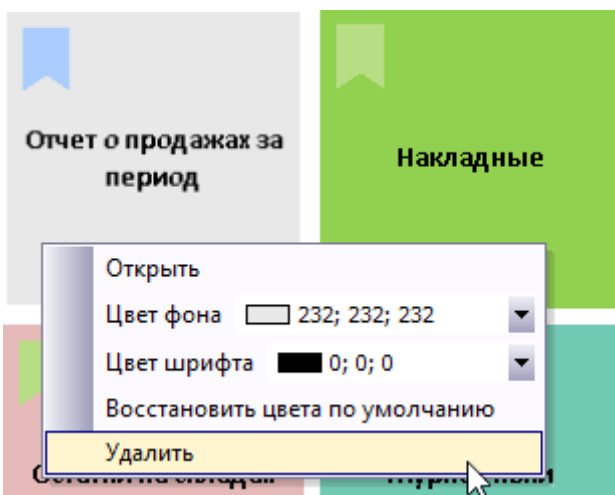 Отчет о продажах за
период
Накладные
Открыть
Цвет фона 232; 232; 232
Цвет шрифта 0; 0; 0
Восстановить цвета по умолчанию
Удалить